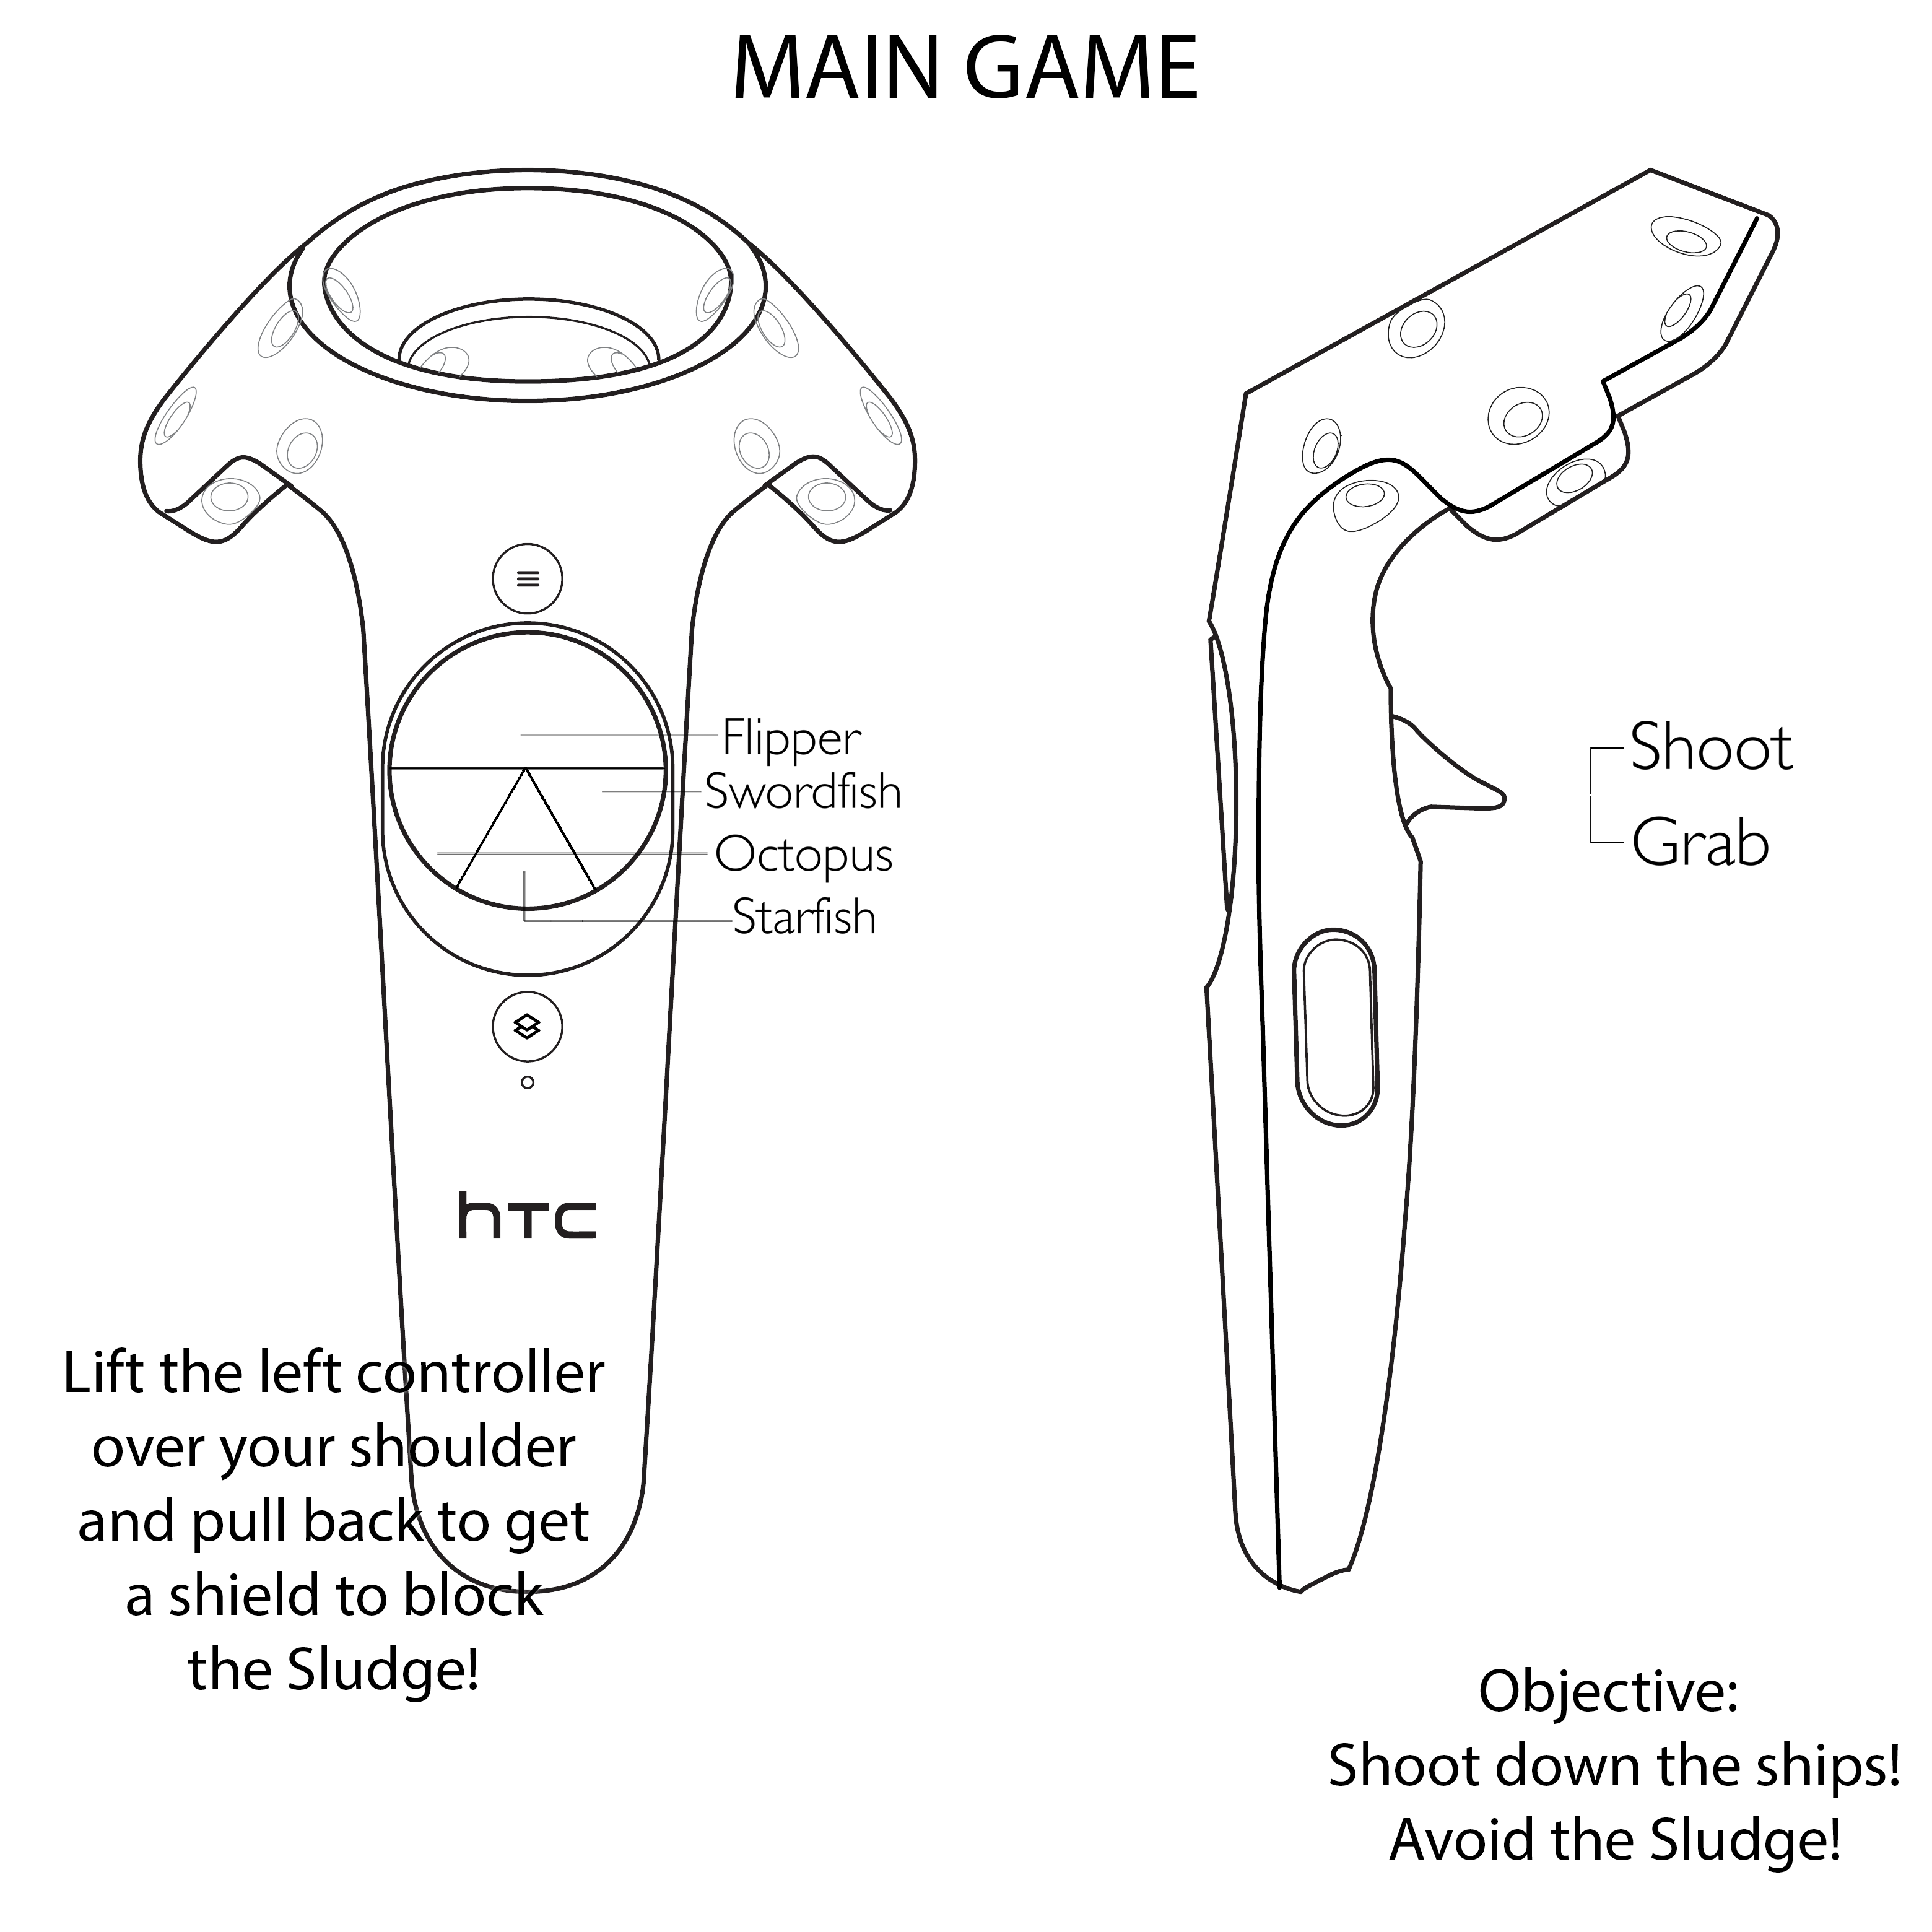 MAIN GAME
Flipper
Swordfish
Octopus
Starfish
Shoot
Grab
hTC
Lift the left controller
over your shoulder
and pull back to get
a shield to block
the Sludge!
Objective:
Shoot down the ships!
Avoid the Sludge!